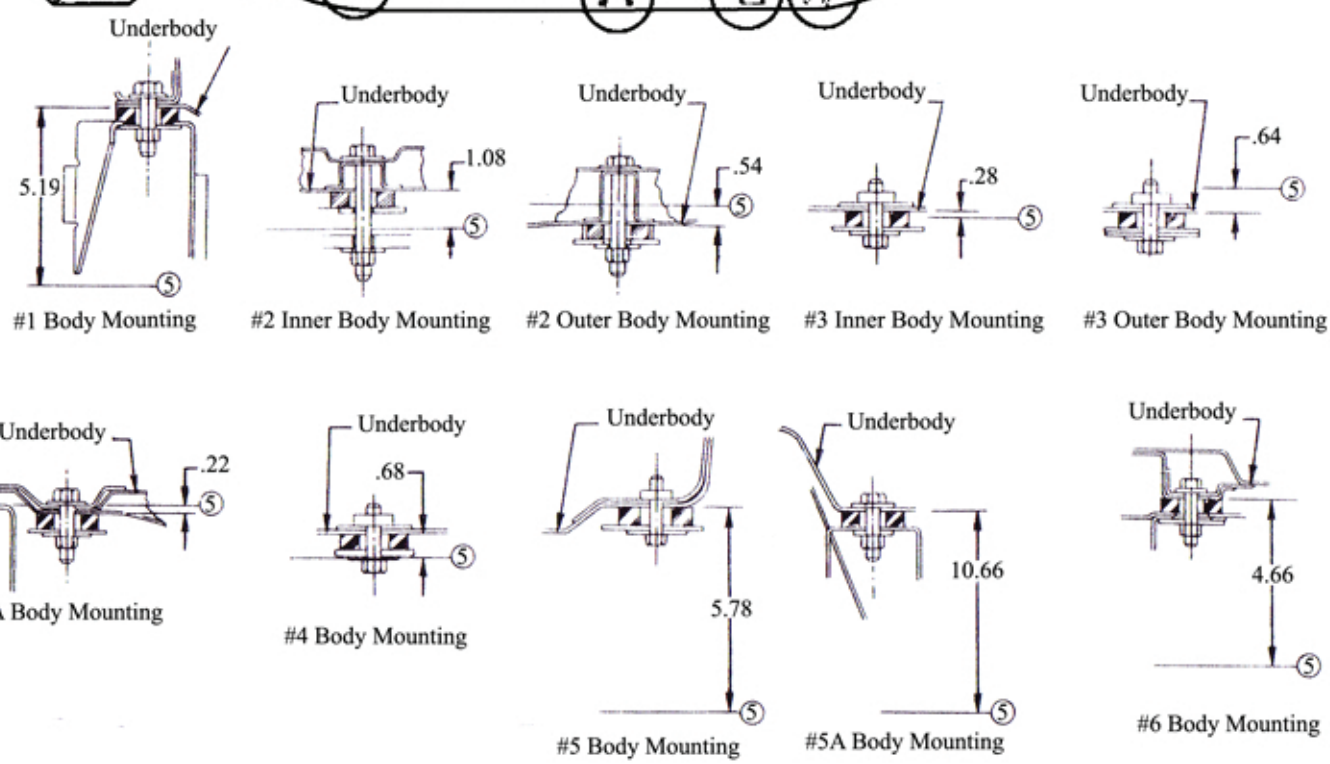 Underbody
5.19
5
#1 Body Mounting
Underbody
1.08
5
#2 Inner Body Mounting
Underbody
.54
5
#2 Outer Body Mounting
Underbody
.28
5
#3 Inner Body Mounting
Underbody
.64
5
#3 Outer Body Mounting
Underbody
.22
5
A Body Mounting
Underbody
.68
5
#4 Body Mounting
Underbody
5.78
5
#5 Body Mounting
Underbody
10.66
5
#5A Body Mounting
Underbody
4.66
5
#6 Body Mounting